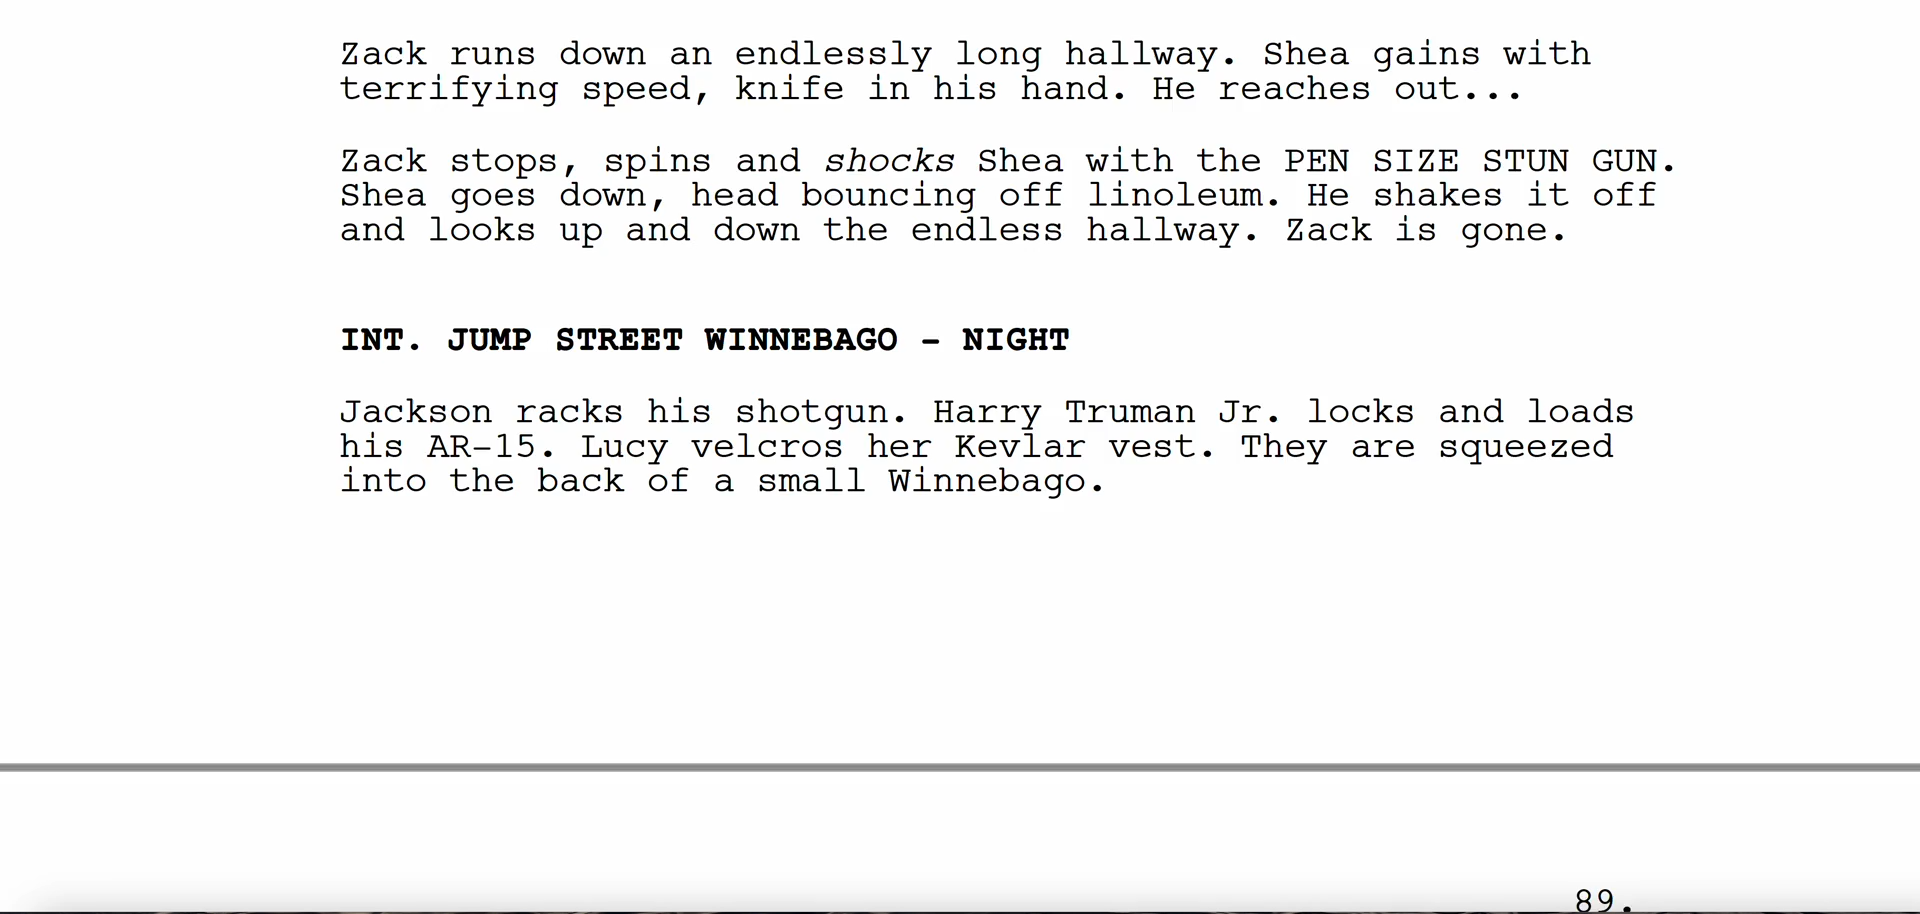 Zack runs down an endlessly long hallway. Shea gains with
terrifying speed, knife in his hand. He reaches out...
Zack stops, spins and shocks Shea with the PEN SIZE STUN GUN.
Shea goes down, head bouncing off linoleum. He shakes it off
and looks up and down the endless hallway. Zack is gone.
INT. JUMP STREET WINNEBAGO - NIGHT
Jackson racks his shotgun. Harry Truman Jr. locks and loads
his AR-15. Lucy velcros her Kevlar vest. They are squeezed
into the back of a small Winnebago.
89.